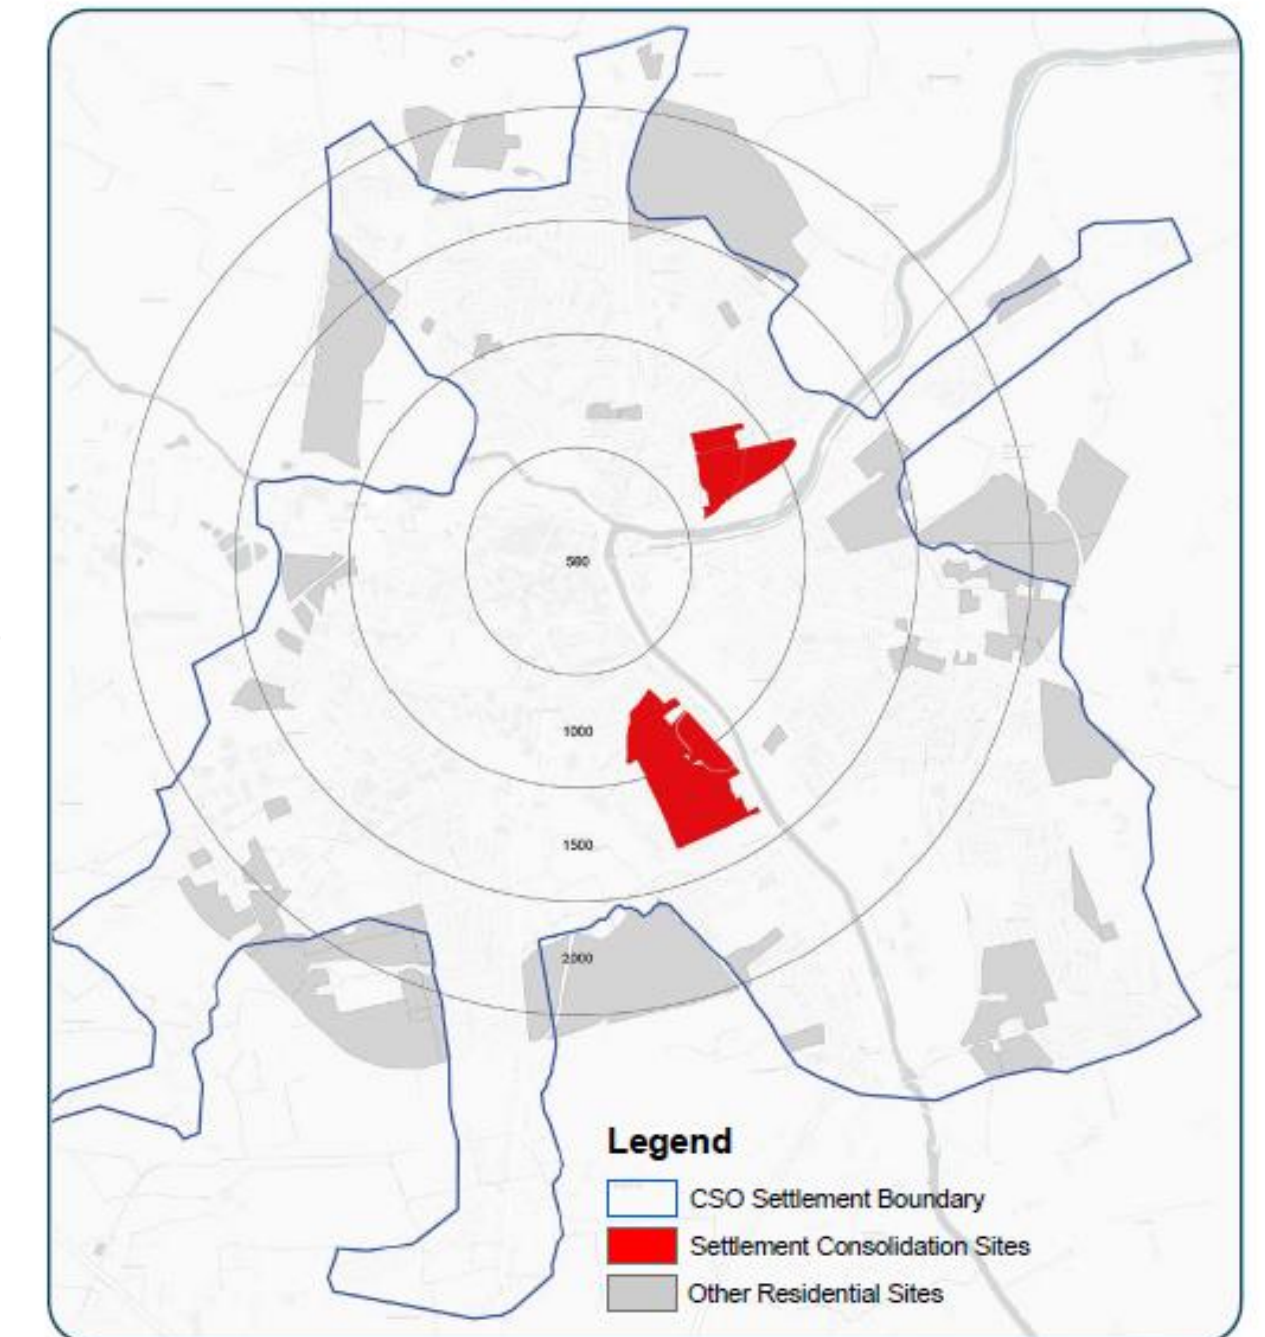 500
1000
1500
2000
Legend
CSO Settlement Boundary
Settlement Consolidation Sites
Other Residential Sites